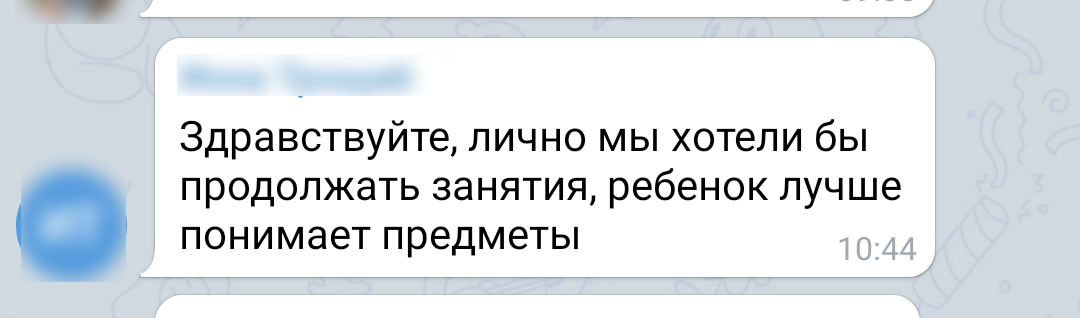 Здравствуйте, лично мы хотели бы
продолжать занятия, ребенок лучше
понимает предметы
10:44